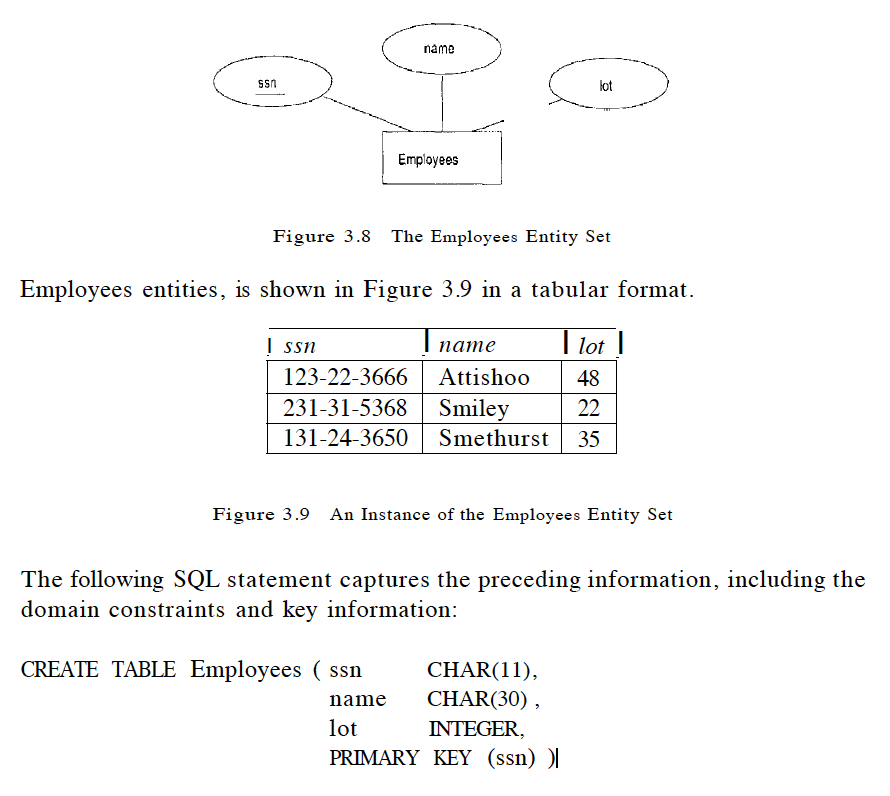 name
ssn
lot
Employees
Figure 3.8 The Employees Entity Set
Employees entities, is shown in Figure 3.9 in a tabular format.
ssn name lot
123-22-3666 Attishoo 48
231-31-5368 Smiley 22
131-24-3650 Smethurst 35
Figure 3.9 An Instance of the Employees Entity Set
The following SQL statement captures the preceding information, including the
domain constraints and key information:
CREATE TABLE Employees ( ssn CHAR(11),
name CHAR(30) ,
lot INTEGER,
PRIMARY KEY (ssn) )